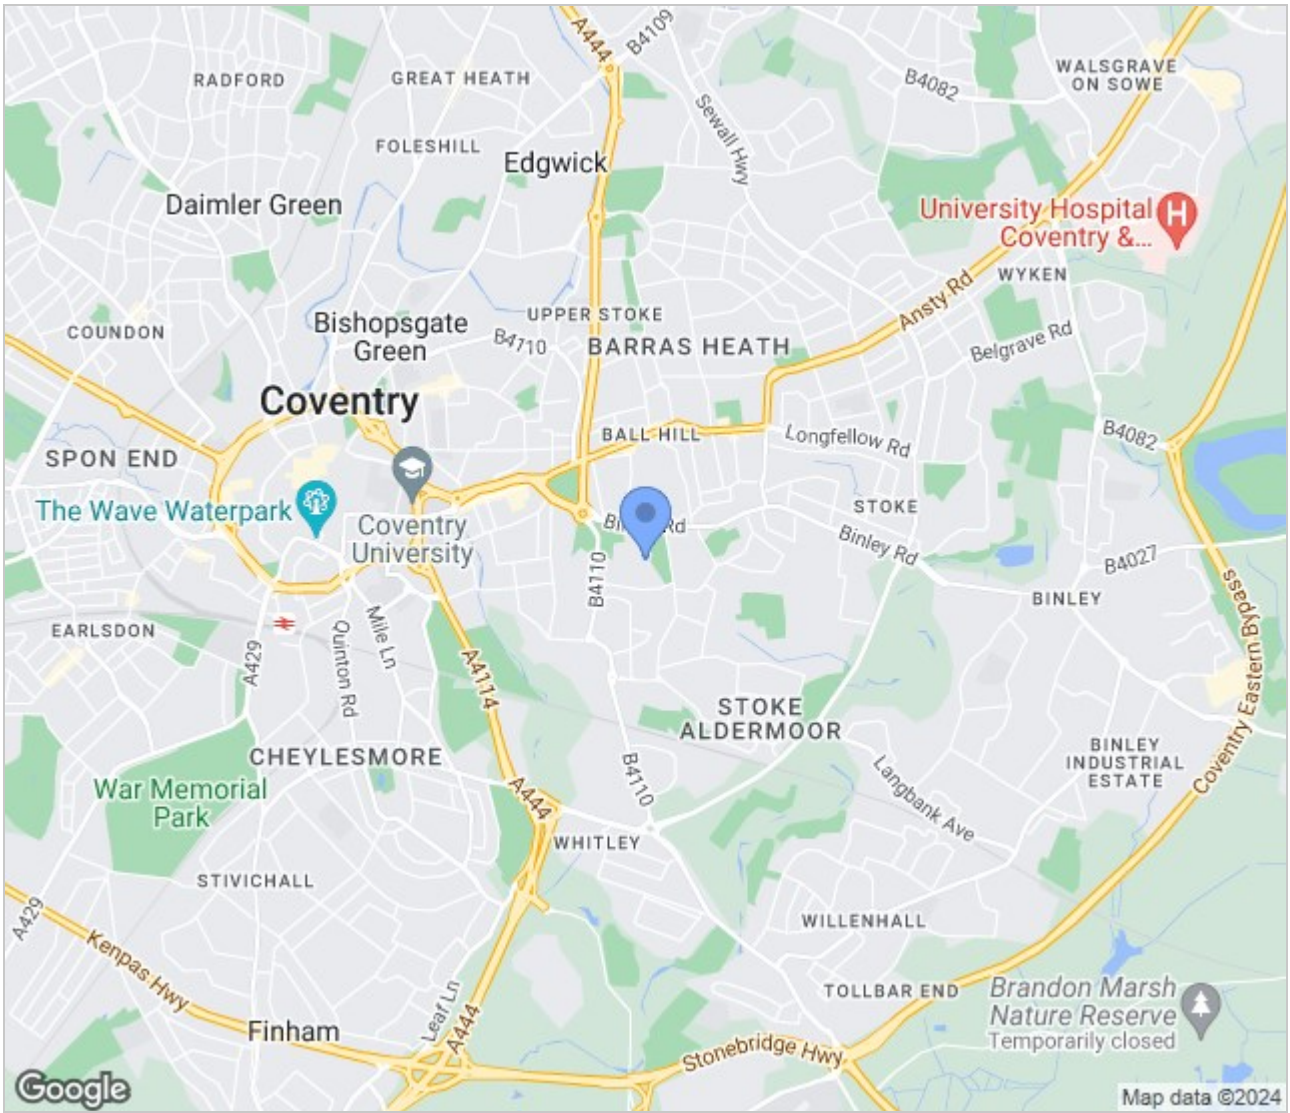 A444
B4109
RADFORD
GREAT HEATH
B4082
WALSGRAVE
ON SOWE
Sewall Hwy
FOLESHILL
Edgwick
Daimler Green
University Hospital
Coventry &...
H
WYKEN
Ansty Rd
UPPER STOKE
COUNDON
Bishopsgate
Green
B4710
BARRAS HEATH
Belgrave Rd
Coventry
BALL HILL
Longfellow Rd
B4082
SPON END
The Wave Waterpark
STOKE
Coventry
University
Binley Rd
B4027
B4110
BINLEY
EARLSDON
A429
Quinton Rd
Mile Ln
A4114
Coventry Eastern Bypass
STOKE
ALDERMOOR
CHEYLESMORE
BINLEY
INDUSTRIAL
ESTATE
War Memorial
Park
A444
B4110
Langbank Ave
WHITLEY
STIVICHALL
A429
WILLENHALL
Kenpas Hwy
Leaf Ln
A444
TOLLBAR END
Brandon Marsh
Nature Reserve
Temporarily closed
Finham
Stonebridge Hwy
Google
Map data ©2024